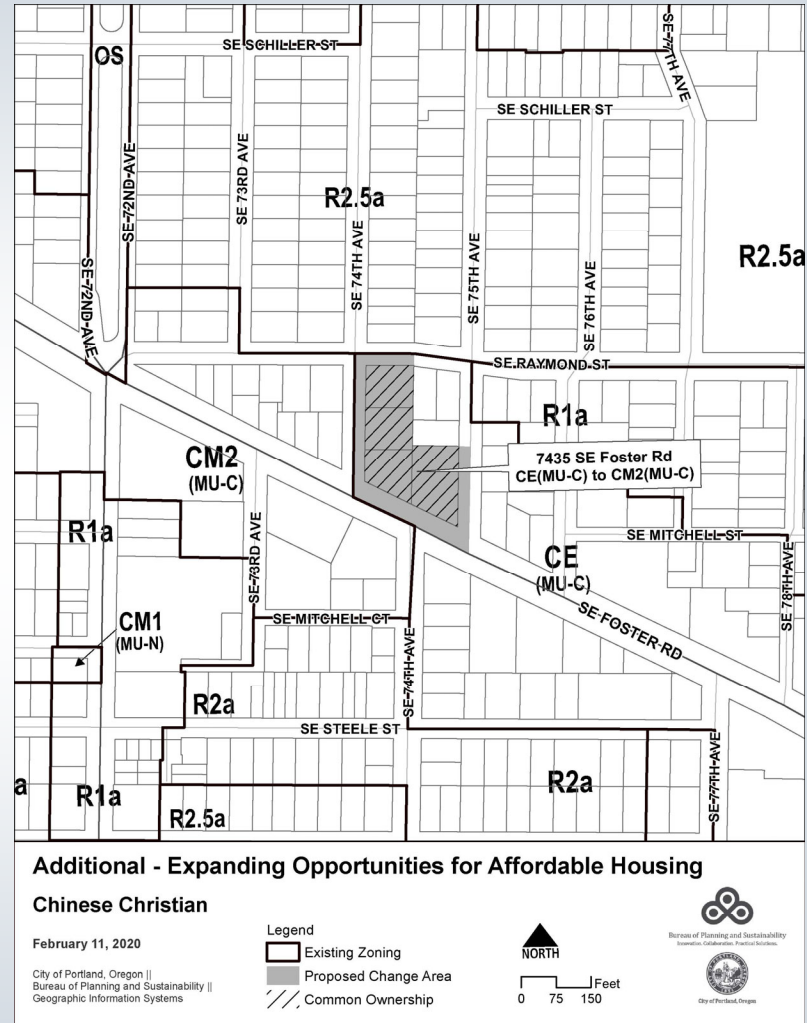 SE 77TH AVE
OS
SE SCHILLER ST
SE SCHILLER ST
SE 72ND AVE
SE 73RD AVE
R2.5a
SE 74TH AVE
SE 75TH AVE
SE 76TH AVE
R2.5a
SE 72ND AVE
SE RAYMOND ST
R1a
CM2
(MU-C)
7435 SE Foster Rd
CE(MU-C) to CM2(MU-C)
R1a
SE 73RD AVE
SE MITCHELL ST
CE
(MU-C)
SE 78TH AVE
CM1
(MU-N)
SE MITCHELL CT
SE FOSTER RD
SE 74TH AVE
R2a
SE STEELE ST
a
R1a
R2a
SE 77TH AVE
R2.5a
Additional - Expanding Opportunities for Affordable Housing
Chinese Christian
February 11, 2020
City of Portland, Oregon ||
Bureau of Planning and Sustainability ||
Geographic Information Systems
Legend
Existing Zoning
Proposed Change Area
Common Ownership
NORTH
Feet
0 75 150
Bureau of Planning and Sustainability
Innovation. Collaboration. Practical Solutions.
City of Portland, Oregon